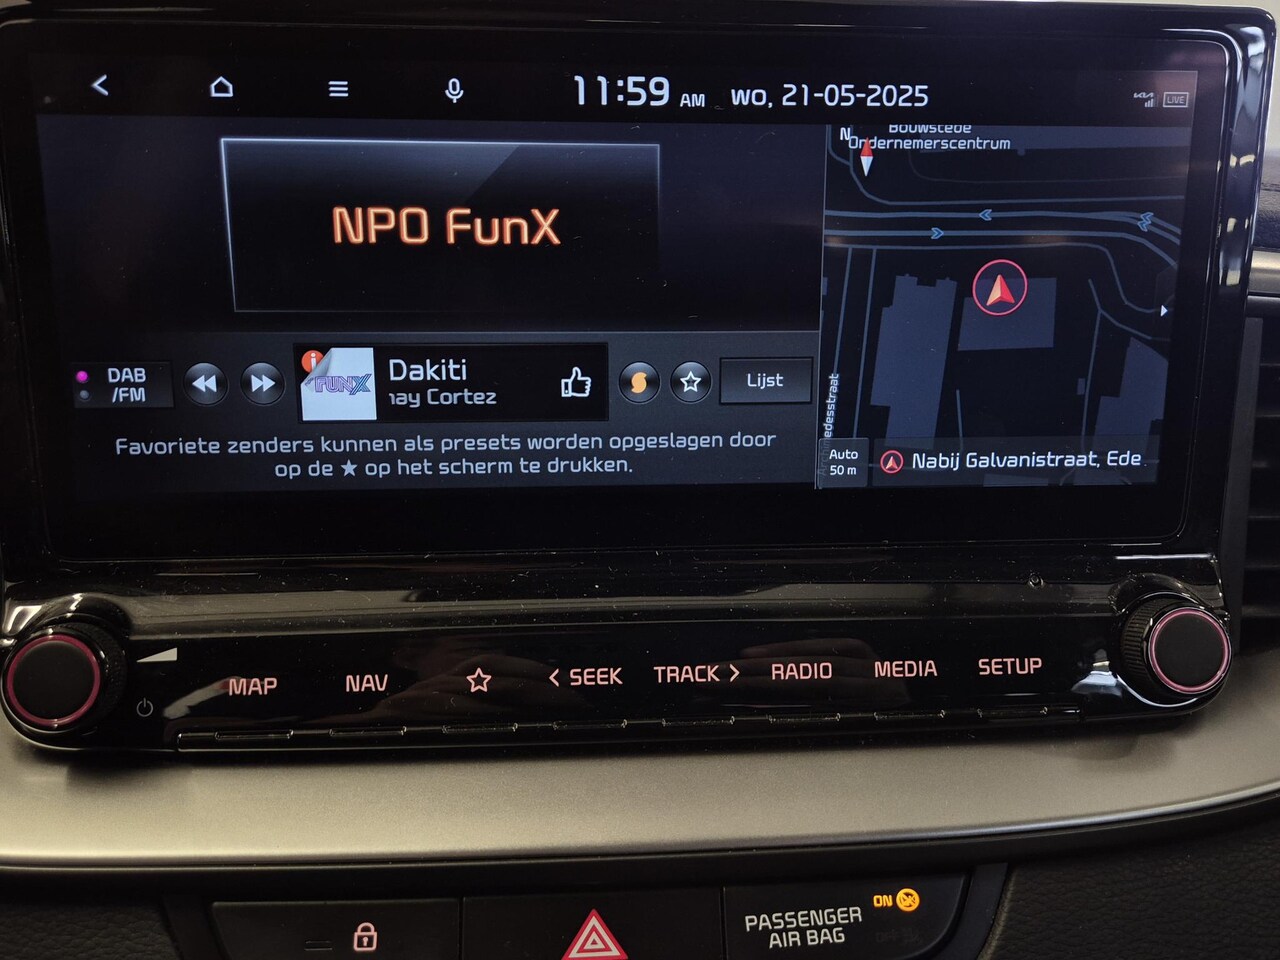 11:59 AM WO, 21-05-2025
LIVE
NPO FunX
DAB
/FM
FUNX
Dakiti
nay Cortez
Lijst
Favoriete zenders kunnen als presets worden opgeslagen door
op de ★ op het scherm te drukken.
N
Bouwstede
Ondernemerscentrum
Auto
50 m
Nabij Galvanistraat, Ede
MAP
NAV
< SEEK
TRACK >
RADIO
MEDIA
SETUP
PASSENGER
AIR BAG
ON